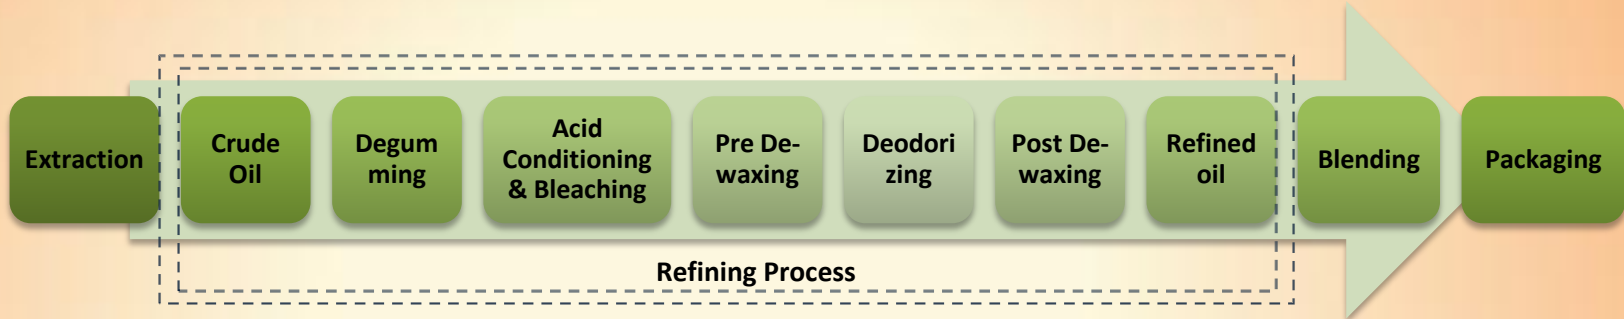 Extraction
Crude
Oil
Degum
ming
Acid
Conditioning
& Bleaching
Pre De-
waxing
Deodori
zing
Post De-
waxing
Refined
oil
Blending
Packaging
Refining Process